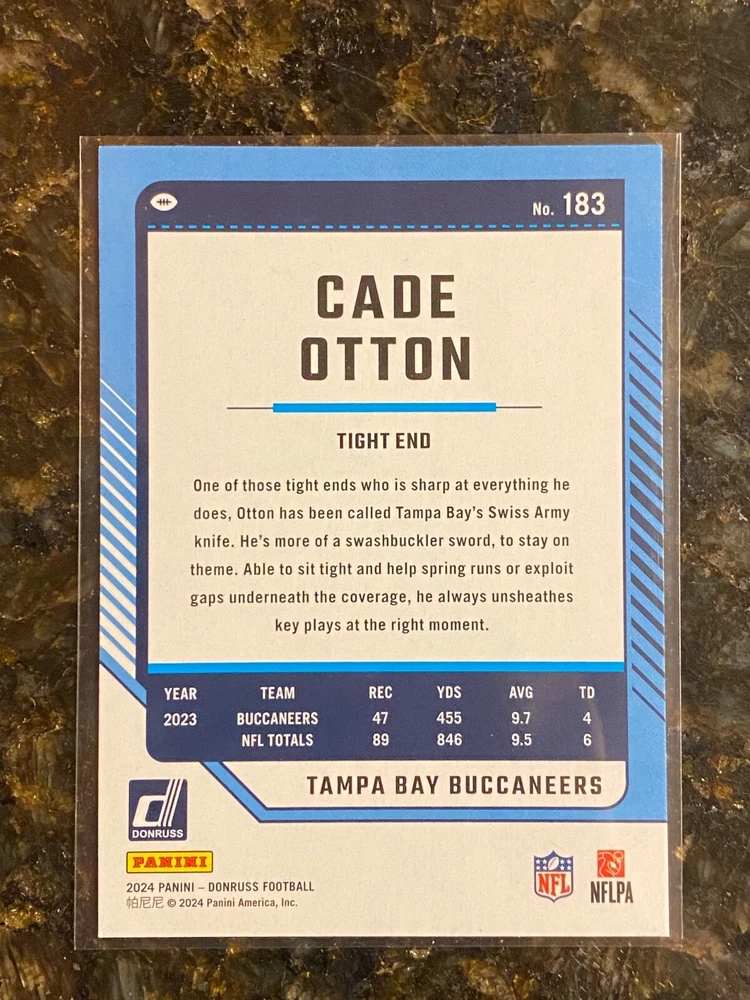 No. 183
CADE
OTTON
TIGHT END
One of those tight ends who is sharp at everything he
does, Otton has been called Tampa Bay's Swiss Army
knife. He's more of a swashbuckler sword, to stay on
theme. Able to sit tight and help spring runs or exploit
gaps underneath the coverage, he always unsheathes
key plays at the right moment.
YEAR TEAM REC YDS AVG TD
2023 BUCCANEERS 47 455 9.7 4
NFL TOTALS 89 846 9.5 6
TAMPA BAY BUCCANEERS
d
DONRUSS
PANINI
2024 PANINI – DONRUSS FOOTBALL
帕尼尼 © 2024 Panini America, Inc.
NFL
NFLPA